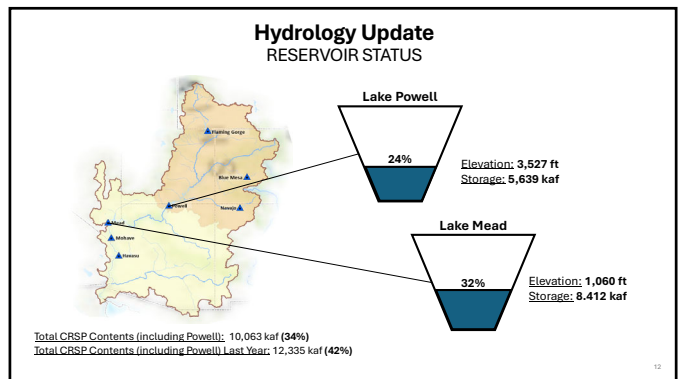 Hydrology Update
RESERVOIR STATUS
Lake Powell
Flaming Gorge
24%
Elevation: 3,527 ft
Storage: 5,639 kaf
Blue Mesa
Powell
Navajo
Mead
Lake Mead
Mohave
Havasu
32%
Elevation: 1,060 ft
Storage: 8.412 kaf
Total CRSP Contents (including Powell): 10,063 kaf (34%)
Total CRSP Contents (including Powell) Last Year: 12,335 kaf (42%)
12